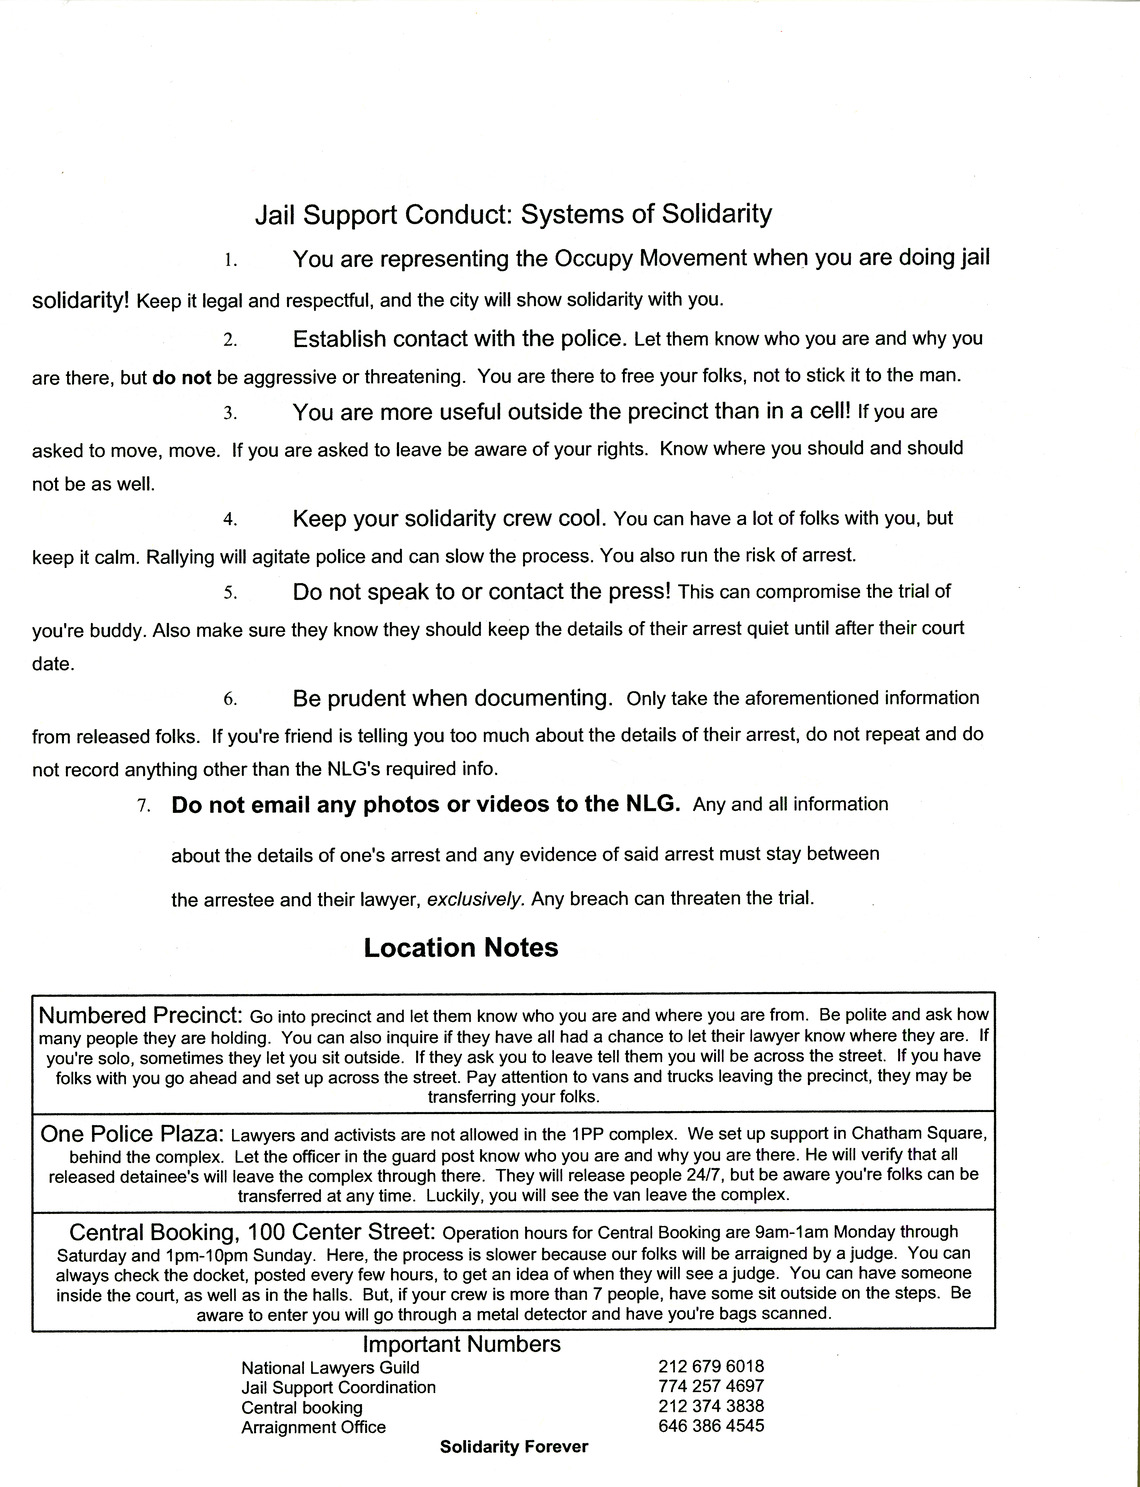 Jail Support Conduct: Systems of Solidarity
1. You are representing the Occupy Movement when you are doing jail
solidarity! Keep it legal and respectful, and the city will show solidarity with you.
2. Establish contact with the police. Let them know who you are and why you
are there, but do not be aggressive or threatening. You are there to free your folks, not to stick it to the man.
3. You are more useful outside the precinct than in a cell! If you are
asked to move, move. If you are asked to leave be aware of your rights. Know where you should and should
not be as well.
4. Keep your solidarity crew cool. You can have a lot of folks with you, but
keep it calm. Rallying will agitate police and can slow the process. You also run the risk of arrest.
5. Do not speak to or contact the press! This can compromise the trial of
you're buddy. Also make sure they know they should keep the details of their arrest quiet until after their court
date.
6. Be prudent when documenting. Only take the aforementioned information
from released folks. If you're friend is telling you too much about the details of their arrest, do not repeat and do
not record anything other than the NLG's required info.
7. Do not email any photos or videos to the NLG. Any and all information
about the details of one's arrest and any evidence of said arrest must stay between
the arrestee and their lawyer, exclusively. Any breach can threaten the trial.
Location Notes
Numbered Precinct: Go into precinct and let them know who you are and where you are from. Be polite and ask how
many people they are holding. You can also inquire if they have all had a chance to let their lawyer know where they are. If
you're solo, sometimes they let you sit outside. If they ask you to leave tell them you will be across the street. If you have
folks with you go ahead and set up across the street. Pay attention to vans and trucks leaving the precinct, they may be
transferring your folks.
One Police Plaza: Lawyers and activists are not allowed in the 1PP complex. We set up support in Chatham Square,
behind the complex. Let the officer in the guard post know who you are and why you are there. He will verify that all
released detainee's will leave the complex through there. They will release people 24/7, but be aware you're folks can be
transferred at any time. Luckily, you will see the van leave the complex.
Central Booking, 100 Center Street: Operation hours for Central Booking are 9am-1am Monday through
Saturday and 1pm-10pm Sunday. Here, the process is slower because our folks will be arraigned by a judge. You can
always check the docket, posted every few hours, to get an idea of when they will see a judge. You can have someone
inside the court, as well as in the halls. But, if your crew is more than 7 people, have some sit outside on the steps. Be
aware to enter you will go through a metal detector and have you're bags scanned.
Important Numbers
National Lawyers Guild 212 679 6018
Jail Support Coordination 774 257 4697
Central booking 212 374 3838
Arraignment Office 646 386 4545
Solidarity Forever